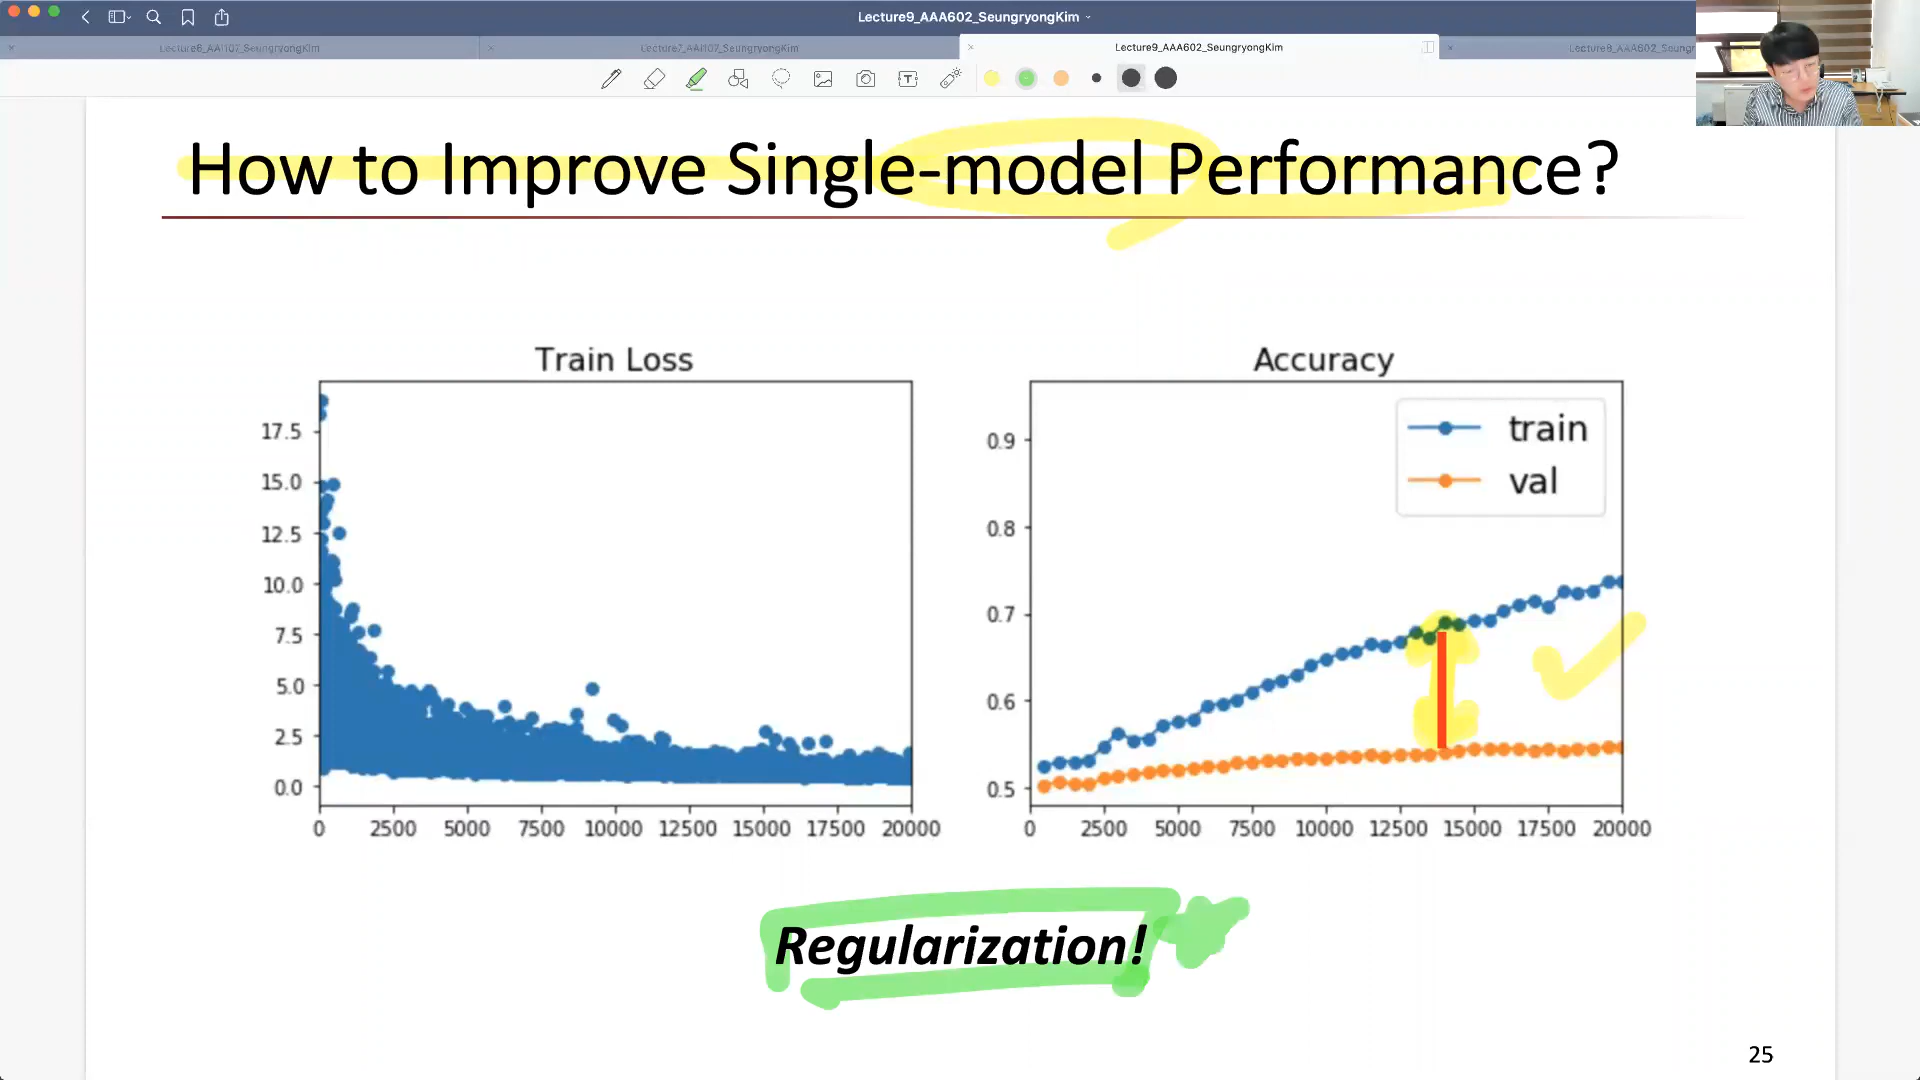 Lecture9_AAA602_SeungryongKim
Lecture7_AAI107_SeungryongKim
Lecture9_AAA602_SeungryongKim
How to Improve Single-model Performance?
Train Loss
17.5
15.0
12.5
10.0
7.5
5.0
2.5
0.0
0 2500 5000 7500 10000 12500 15000 17500 20000
Accuracy
train
val
0.9
0.8
0.7
0.6
0.5
0 2500 5000 7500 10000 12500 15000 17500 20000
Regularization!
25